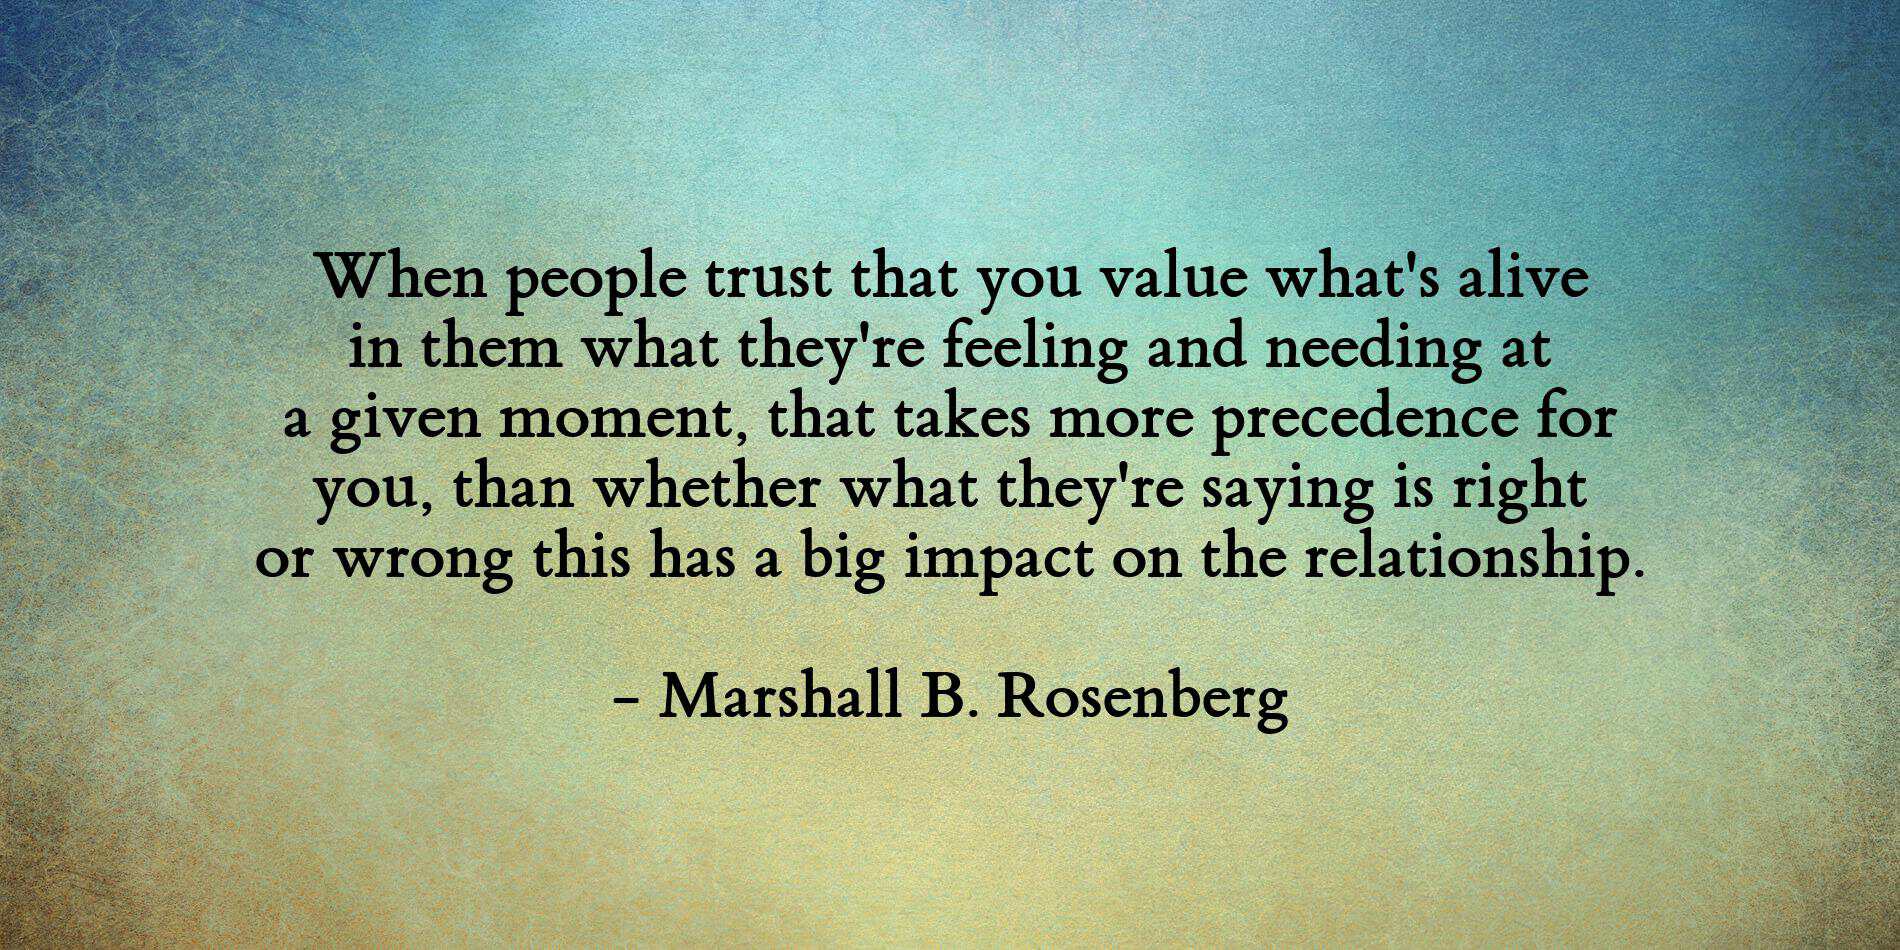 When people trust that you value what's alive
in them what they're feeling and needing at
a given moment, that takes more precedence for
you, than whether what they're saying is right
or wrong this has a big impact on the relationship.
- Marshall B. Rosenberg